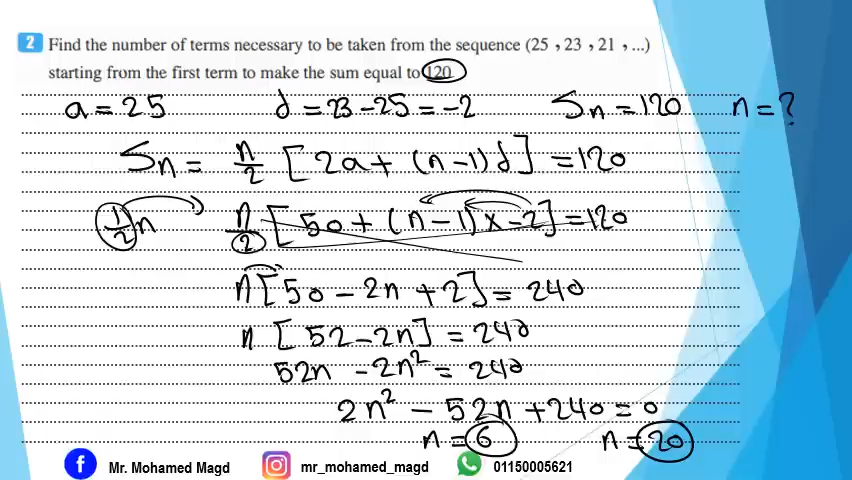 2 Find the number of terms necessary to be taken from the sequence (25 , 23 , 21 , ...)
starting from the first term to make the sum equal to 120
a = 25 d = 23 - 25 = -2 Sn = 120 n = ?
Sn = n/2 [2a + (n - 1) d] = 120
1/2 n n/2 [50 + (n - 1) x -2] = 120
n [50 - 2n + 2] = 240
n [52 - 2n] = 240
52n - 2n² = 240
2n² - 52n + 240 = 0
n = 6 n = 20
f Mr. Mohamed Magd mr_mohamed_magd 01150005621